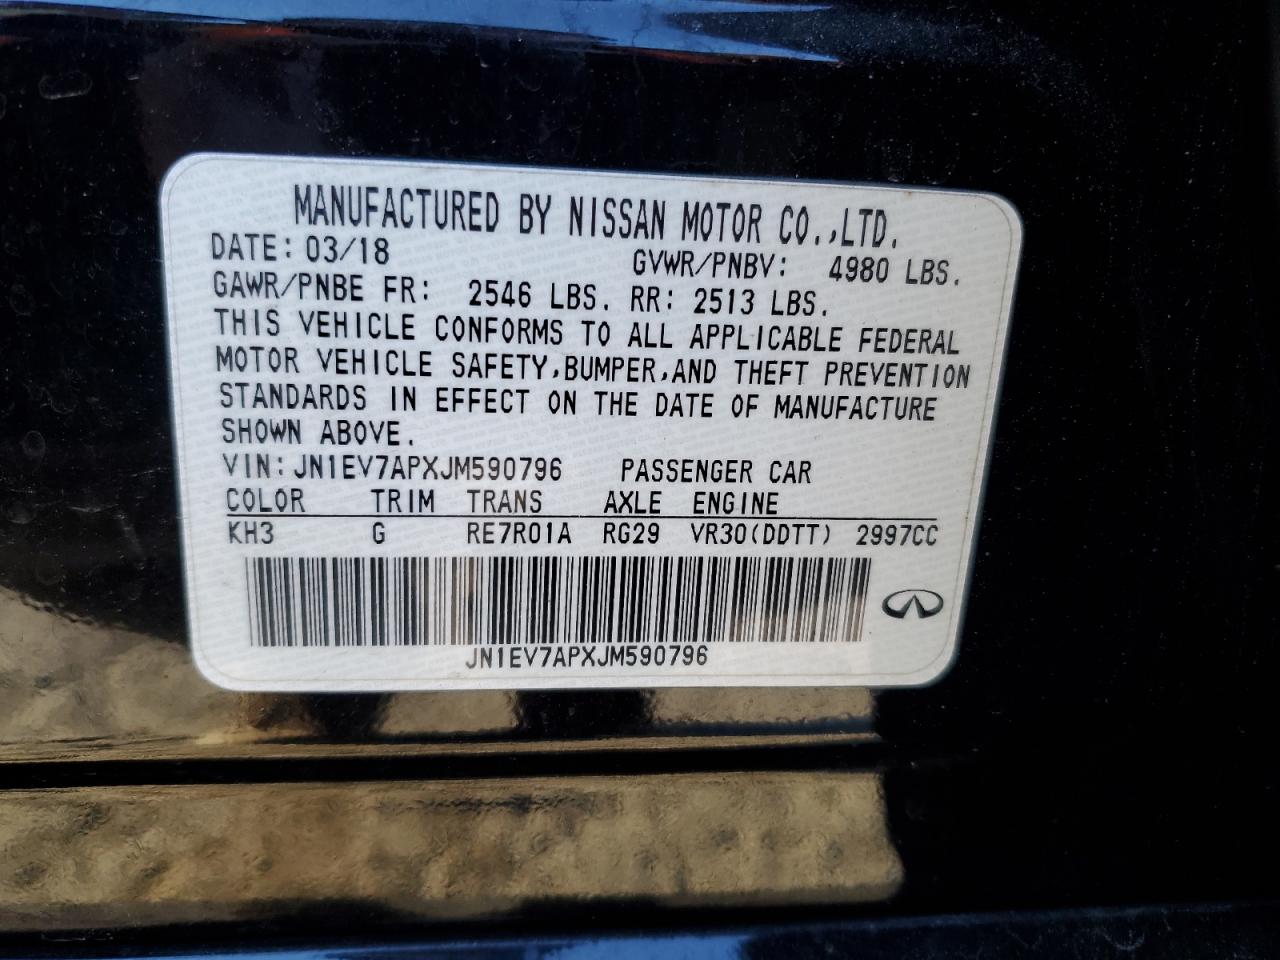 MANUFACTURED BY NISSAN MOTOR CO.,LTD.
DATE: 03/18 GVWR/PNBV: 4980 LBS.
GAWR/PNBE FR: 2546 LBS. RR: 2513 LBS.
THIS VEHICLE CONFORMS TO ALL APPLICABLE FEDERAL
MOTOR VEHICLE SAFETY,BUMPER,AND THEFT PREVENTION
STANDARDS IN EFFECT ON THE DATE OF MANUFACTURE
SHOWN ABOVE.
VIN: JN1EV7APXJM590796 PASSENGER CAR
COLOR TRIM TRANS AXLE ENGINE
KH3 G RE7R01A RG29 VR30(DDTT) 2997CC
JN1EV7APXJM590796